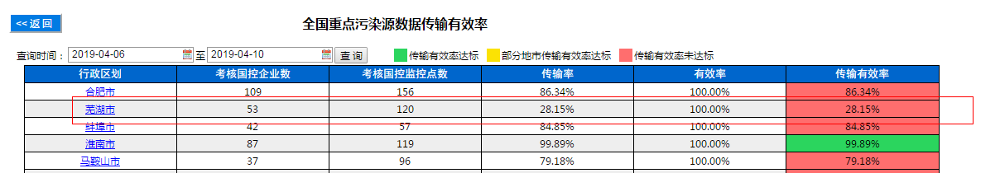 << 返回
全国重点污染源数据传输有效率
查询时间： 2019-04-06 至 2019-04-10 查 询 传输有效率达标 部分地市传输有效率达标 传输有效率未达标
行政区划 考核国控企业数 考核国控监控点数 传输率 有效率 传输有效率
合肥市 109 156 86.34% 100.00% 86.34%
芜湖市 53 120 28.15% 100.00% 28.15%
蚌埠市 42 57 84.85% 100.00% 84.85%
淮南市 87 119 99.89% 100.00% 99.89%
马鞍山市 37 96 79.18% 100.00% 79.18%